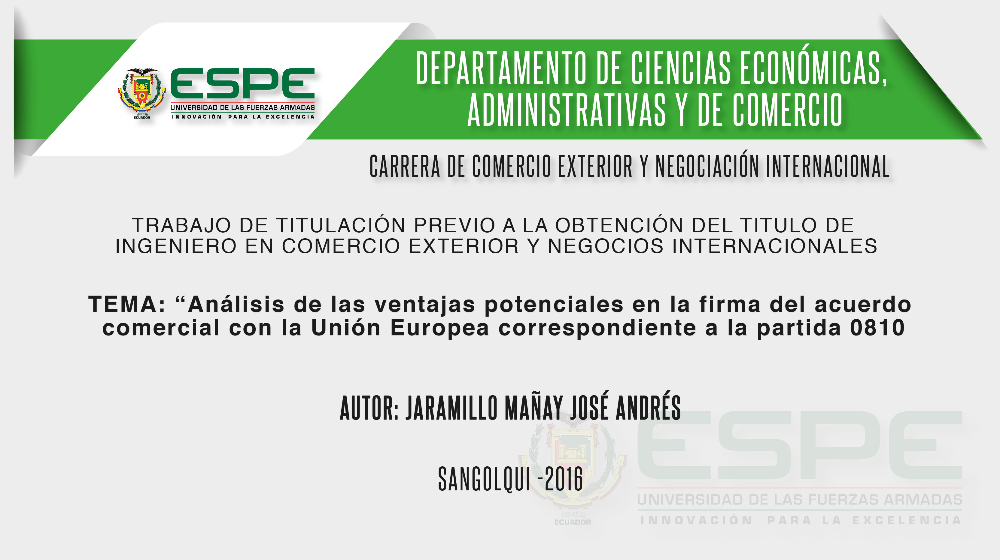 ESPE
UNIVERSIDAD DE LAS FUERZAS ARMADAS
INNOVACIÓN PARA LA EXCELENCIA
1922
ECUADOR
DEPARTAMENTO DE CIENCIAS ECONÓMICAS,
ADMINISTRATIVAS Y DE COMERCIO
CARRERA DE COMERCIO EXTERIOR Y NEGOCIACIÓN INTERNACIONAL
TRABAJO DE TITULACIÓN PREVIO A LA OBTENCIÓN DEL TITULO DE
INGENIERO EN COMERCIO EXTERIOR Y NEGOCIOS INTERNACIONALES
TEMA: “Análisis de las ventajas potenciales en la firma del acuerdo
comercial con la Unión Europea correspondiente a la partida 0810
AUTOR: JARAMILLO MAÑAY JOSÉ ANDRÉS
SANGOLQUI -2016
ESPE
UNIVERSIDAD DE LAS FUERZAS ARMADAS
INNOVACIÓN PARA LA EXCELENCIA
1922
ECUADOR